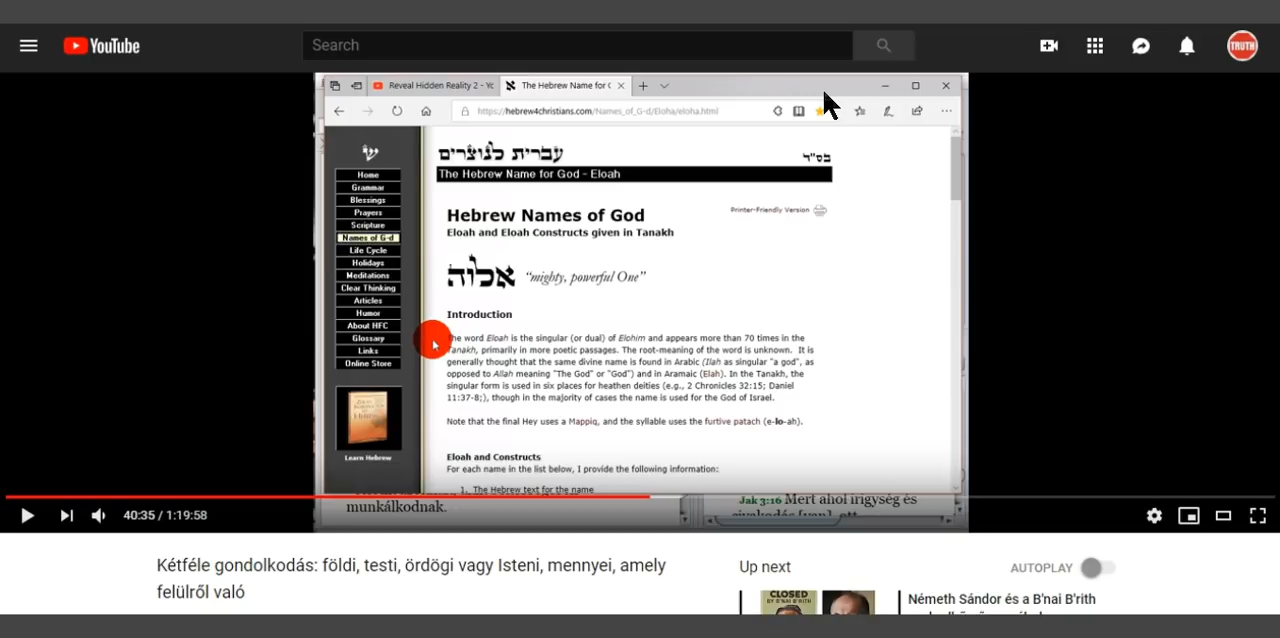 YouTube
Search
TRUTH
Reveal Hidden Reality 2 - Yo
The Hebrew Name for G
https://hebrew4christians.com/Names_of_G-d/Eloha/eloha.html
עברית לנוצרים
בס"ד
The Hebrew Name for God - Eloah
Home
Grammar
Blessings
Prayers
Scripture
Names of G-d
Life Cycle
Holidays
Meditations
Clear Thinking
Articles
Humor
About HFC
Glossary
Links
Online Store
Learn Hebrew
Printer-Friendly Version
Hebrew Names of God
Eloah and Eloah Constructs given in Tanakh
אֱלוֹהַּ "mighty, powerful One"
Introduction
The word Eloah is the singular (or dual) of Elohim and appears more than 70 times in the
Tanakh, primarily in more poetic passages. The root-meaning of the word is unknown. It is
generally thought that the same divine name is found in Arabic (Ilah as singular "a god", as
opposed to Allah meaning "The God" or "God") and in Aramaic (Elah). In the Tanakh, the
singular form is used in six places for heathen deities (e.g., 2 Chronicles 32:15; Daniel
11:37-8;), though in the majority of cases the name is used for the God of Israel.
Note that the final Hey uses a Mappiq, and the syllable uses the furtive patach (e-lo-ah).
Eloah and Constructs
For each name in the list below, I provide the following information:
1. The Hebrew text for the name
munkálkodnak.
Jak 3:16 Mert ahol irigység és
40:35 / 1:19:58
Kétféle gondolkodás: földi, testi, ördögi vagy Isteni, mennyei, amely
felülről való
Up next
AUTOPLAY
CLOSED
BY B'NAI B'RITH
Németh Sándor és a B'nai B'rith